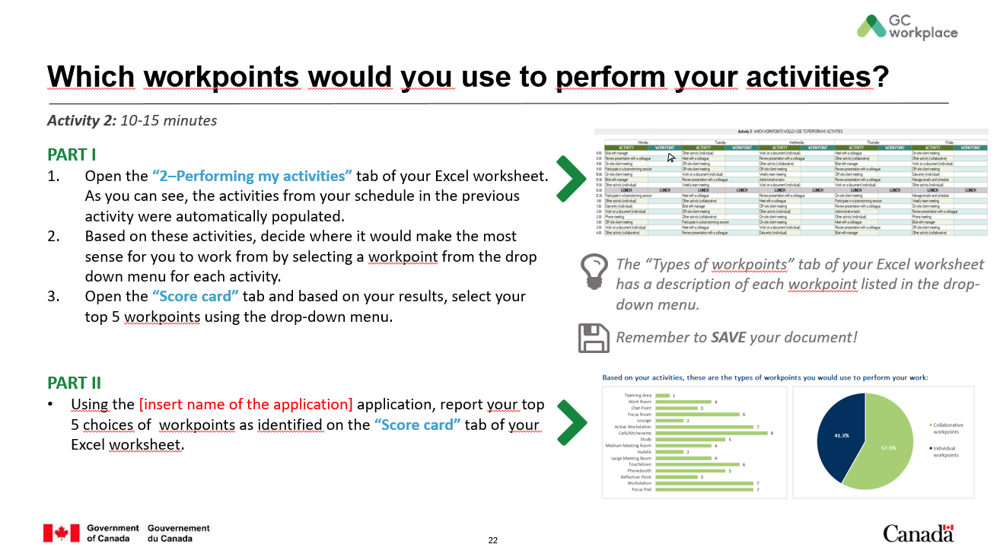 GC
workplace
Which workpoints would you use to perform your activities?
Activity 2: 10-15 minutes
PART I
1. Open the “2–Performing my activities” tab of your Excel worksheet.
As you can see, the activities from your schedule in the previous
activity were automatically populated.
2. Based on these activities, decide where it would make the most
sense for you to work from by selecting a workpoint from the drop
down menu for each activity.
3. Open the “Score card” tab and based on your results, select your
top 5 workpoints using the drop-down menu.
PART II
• Using the [insert name of the application] application, report your top
5 choices of  workpoints as identified on the “Score card” tab of your
Excel worksheet.
Activity 2: WHICH WORKPOINTS WOULD I USE TO PERFORM MY ACTIVITIES
Monday Tuesday Wednesday Thursday Friday
ACTIVITY WORKPOINT ACTIVITY WORKPOINT ACTIVITY WORKPOINT ACTIVITY WORKPOINT ACTIVITY WORKPOINT
LUNCH LUNCH LUNCH LUNCH LUNCH LUNCH LUNCH LUNCH LUNCH LUNCH
The “Types of workpoints” tab of your Excel worksheet
has a description of each workpoint listed in the drop-
down menu.
Remember to SAVE your document!
Based on your activities, these are the types of workpoints you would use to perform your work:
Teaming Area 1
Work Room 4
Chat Point 3
Focus Room 6
Lounge 2
Active Workstation 7
Café/Kitchenette 8
Study 5
Medium Meeting Room 4
Huddle 2
Large Meeting Room 4
Touchdown 6
Phonebooth 5
Reflection Point 3
Workstation 7
Focus Pod 7
41.3%
57.5%
Collaborative
workpoints
Individual
workpoints
Government Gouvernement
of Canada du Canada
22
Canada